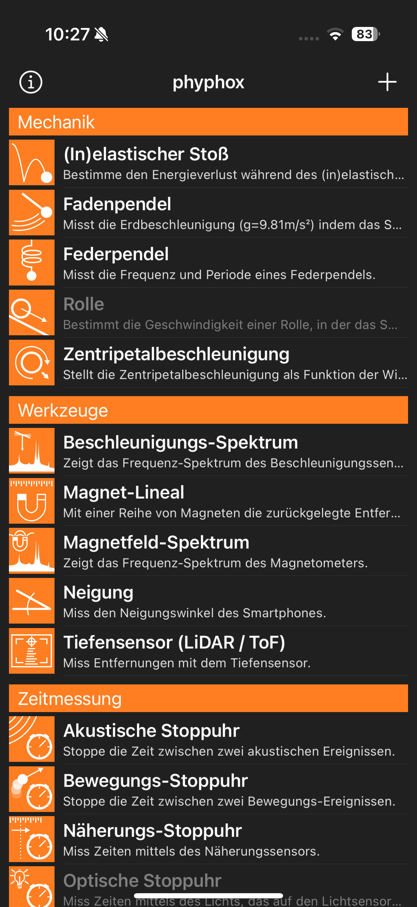 10:27
83
phyphox
Mechanik
(In)elastischer Stoß
Bestimme den Energieverlust während des (in)elastisch...
Fadenpendel
Misst die Erdbeschleunigung (g=9.81m/s²) indem das S...
Federpendel
Misst die Frequenz und Periode eines Federpendels.
Rolle
Bestimmt die Geschwindigkeit einer Rolle, in der das S...
Zentripetalbeschleunigung
Stellt die Zentripetalbeschleunigung als Funktion der Wi...
Werkzeuge
Beschleunigungs-Spektrum
Zeigt das Frequenz-Spektrum des Beschleunigungssen...
Magnet-Lineal
Mit einer Reihe von Magneten die zurückgelegte Entfer...
Magnetfeld-Spektrum
Zeigt das Frequenz-Spektrum des Magnetometers.
Neigung
Miss den Neigungswinkel des Smartphones.
Tiefensensor (LiDAR / ToF)
Miss Entfernungen mit dem Tiefensensor.
Zeitmessung
Akustische Stoppuhr
Stoppe die Zeit zwischen zwei akustischen Ereignissen.
Bewegungs-Stoppuhr
Stoppe die Zeit zwischen zwei Bewegungs-Ereignissen.
Näherungs-Stoppuhr
Miss Zeiten mittels des Näherungssensors.
Optische Stoppuhr
Miss Zeiten mittels des Lichts, das auf den Lichtsensor...